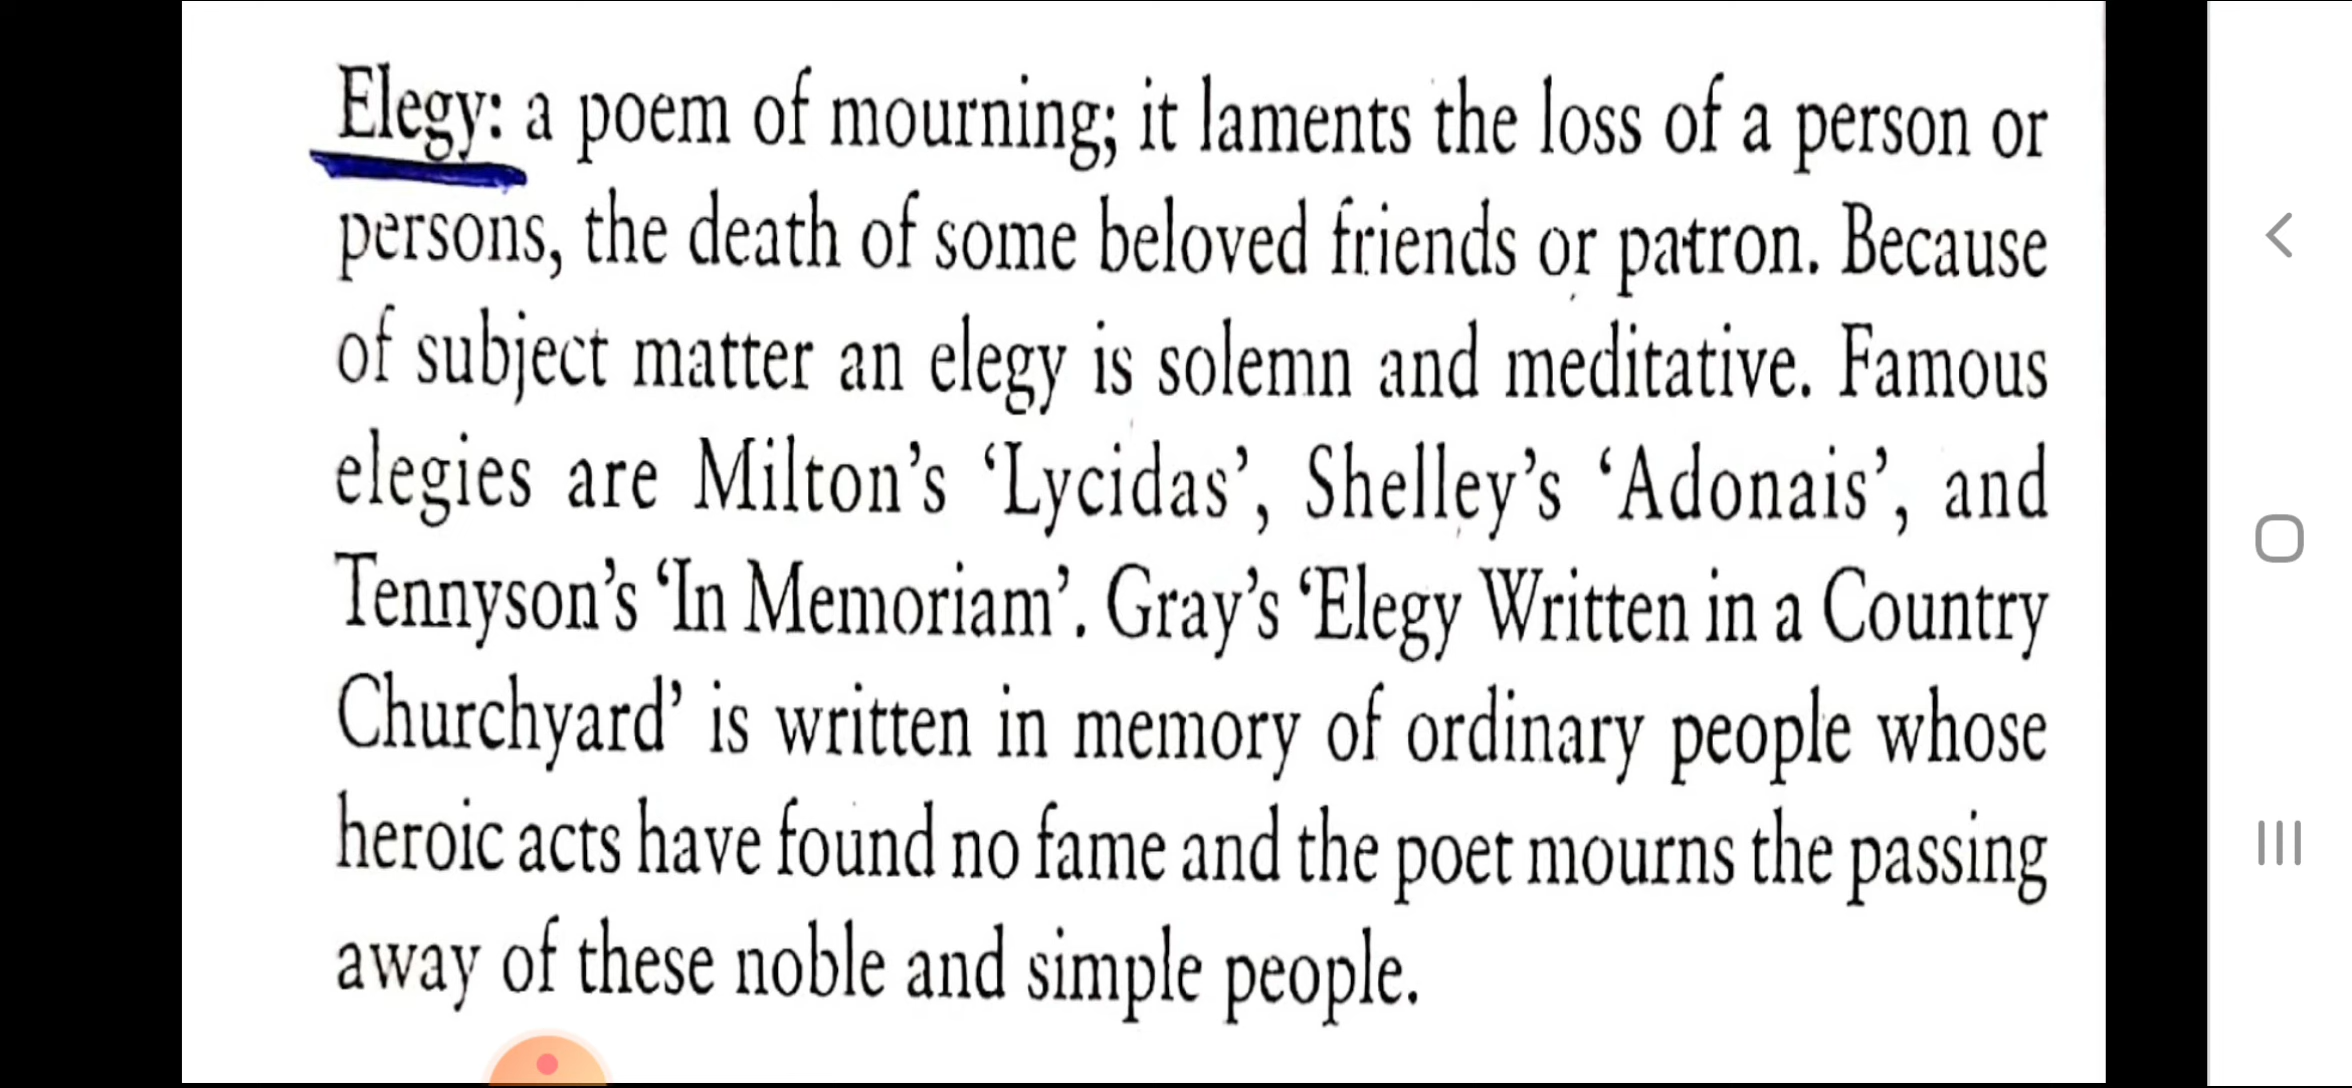 Elegy: a poem of mourning; it laments the loss of a person or
persons, the death of some beloved friends or patron. Because
of subject matter an elegy is solemn and meditative. Famous
elegies are Milton’s ‘Lycidas’, Shelley’s ‘Adonais’, and
Tennyson’s ‘In Memoriam’. Gray’s ‘Elegy Written in a Country
Churchyard’ is written in memory of ordinary people whose
heroic acts have found no fame and the poet mourns the passing
away of these noble and simple people.